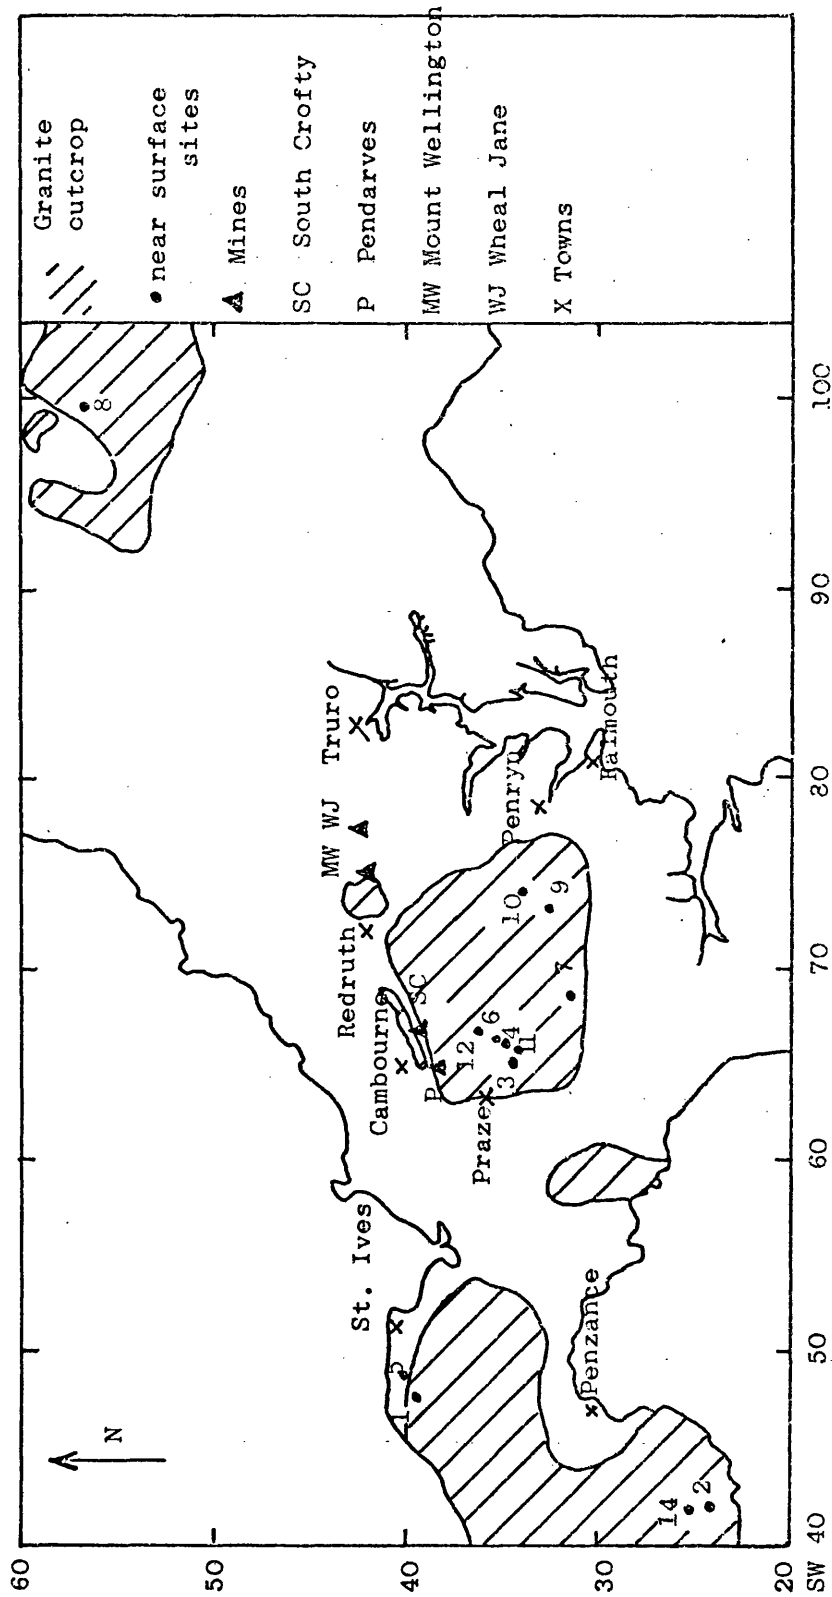 Granite
cutcrop
near surface
sites
Mines
SC South Crofty
P Pendarves
MW Mount Wellington
WJ Wheal Jane
X Towns
N
60
50
40
30
20
SW 40 50 60 70 80 90 100
8
Truro
MW WJ
Redruth
Cambourne
SC
P
Penryn
Falmouth
10
9
7
12
6
4
11
3
Praze
St. Ives
5
1
Penzance
14
2